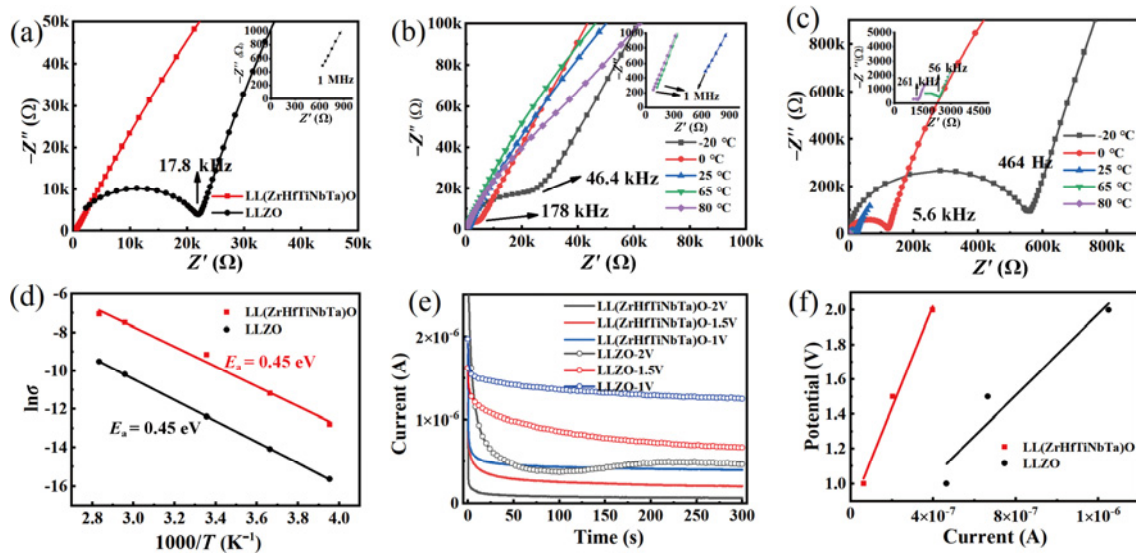 (a)
50k
40k
30k
20k
10k
0
−Z″ (Ω)
0
10k
20k
30k
40k
50k
Z′ (Ω)
17.8 kHz
LL(ZrHfTiNbTa)O
LLZO
1000
800
600
400
200
0
−Z″ (Ω)
1 MHz
0
300
600
900
Z′ (Ω)
(b)
100k
80k
60k
40k
20k
0
−Z″ (Ω)
0
20k
40k
60k
80k
100k
Z′ (Ω)
-20 °C
0 °C
25 °C
65 °C
80 °C
46.4 kHz
178 kHz
1000
800
600
400
200
0
−Z″
1 MHz
0
300
600
900
Z′ (Ω)
(c)
800k
600k
400k
200k
0
−Z″ (Ω)
0
200k
400k
600k
800k
Z′ (Ω)
464 Hz
5.6 kHz
-20 °C
0 °C
25 °C
65 °C
80 °C
5000
4000
3000
2000
1000
0
−Z″(Ω)
261 kHz
56 kHz
0
1500
3000
4500
Z′ (Ω)
(d)
-6
-8
-10
-12
-14
-16
lnσ
2.8
3.0
3.2
3.4
3.6
3.8
4.0
1000/T (K⁻¹)
LL(ZrHfTiNbTa)O
LLZO
Eₐ = 0.45 eV
Eₐ = 0.45 eV
(e)
2×10⁻⁶
1×10⁻⁶
0
Current (A)
0
50
100
150
200
250
300
Time (s)
LL(ZrHfTiNbTa)O-2V
LL(ZrHfTiNbTa)O-1.5V
LL(ZrHfTiNbTa)O-1V
LLZO-2V
LLZO-1.5V
LLZO-1V
(f)
2.0
1.8
1.6
1.4
1.2
1.0
Potential (V)
0
4×10⁻⁷
8×10⁻⁷
1×10⁻⁶
Current (A)
LL(ZrHfTiNbTa)O
LLZO